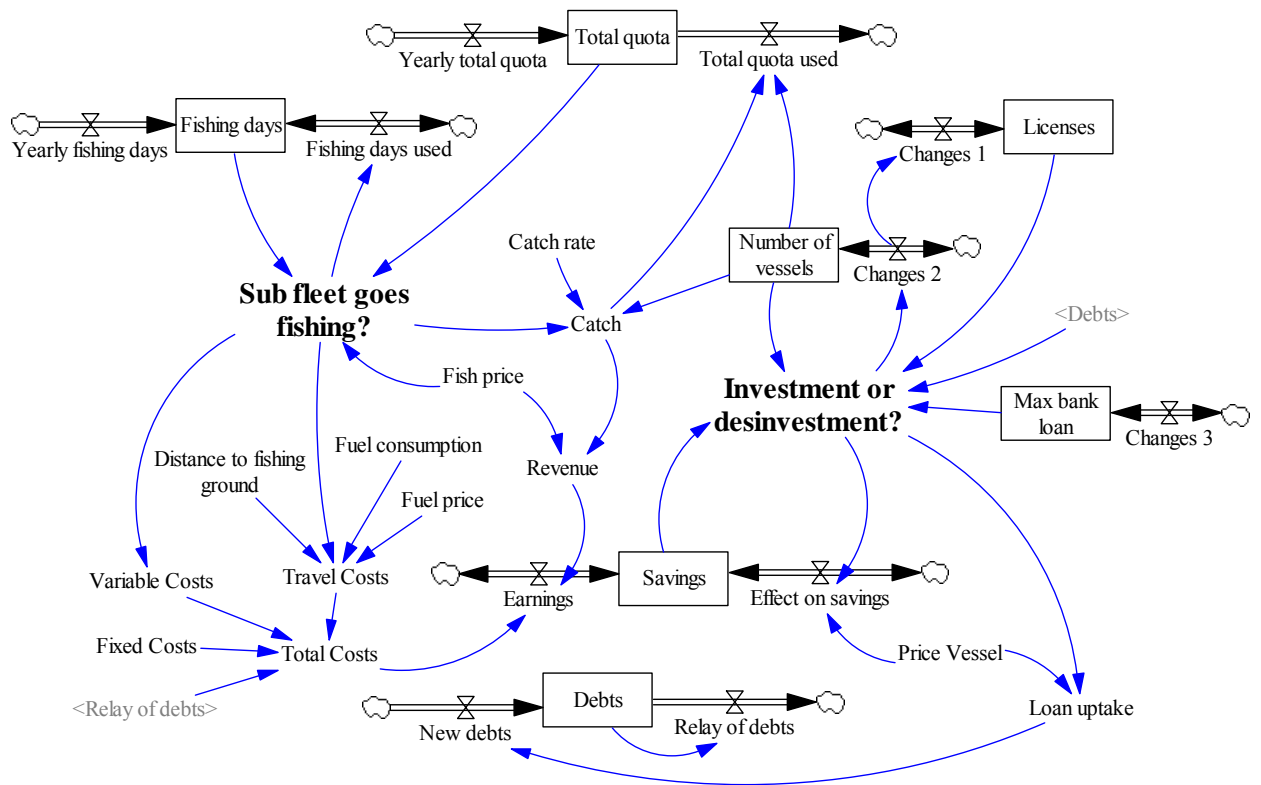 Total quota
Yearly total quota
Total quota used
Fishing days
Yearly fishing days
Fishing days used
Licenses
Changes 1
Catch rate
Number of
vessels
Changes 2
Sub fleet goes
fishing?
Catch
<Debts>
Fish price
Investment or
desinvestment?
Max bank
loan
Changes 3
Fuel consumption
Distance to fishing
ground
Revenue
Fuel price
Variable Costs
Travel Costs
Savings
Earnings
Effect on savings
Fixed Costs
Total Costs
Price Vessel
<Relay of debts>
Debts
New debts
Relay of debts
Loan uptake